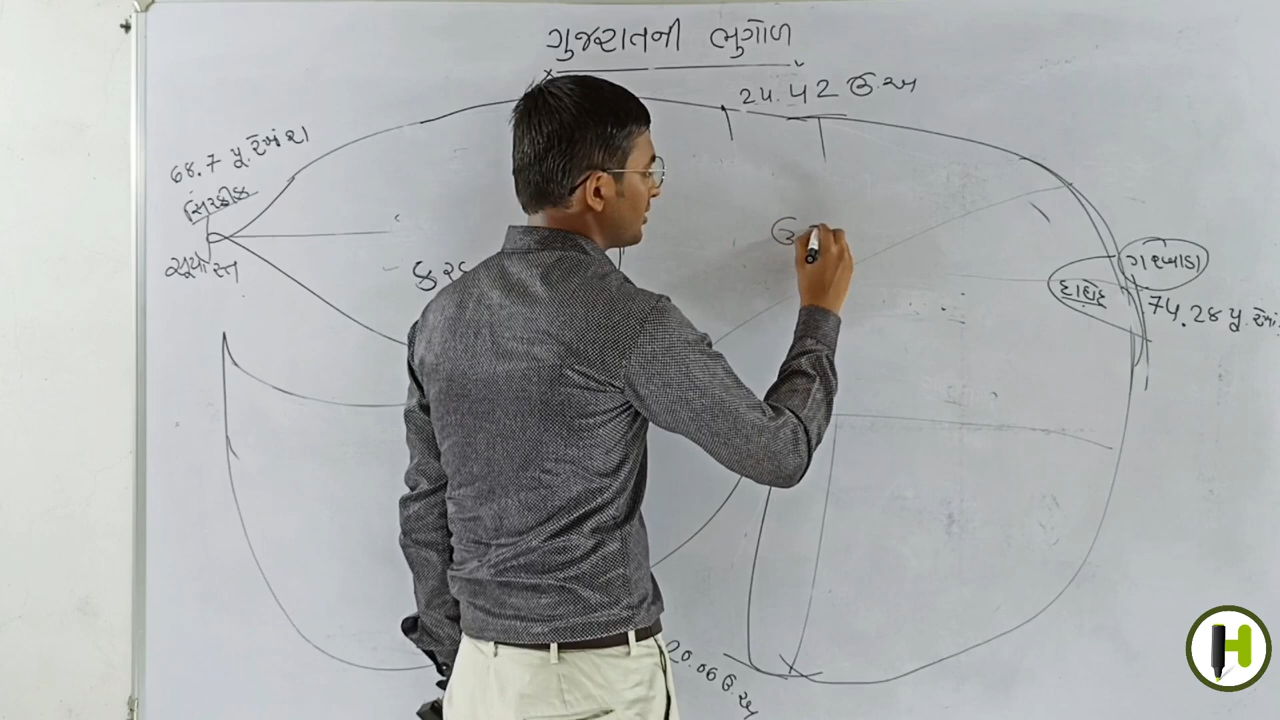 ગુજરાતની ભુગોળ
24.42 ઉ.અ
68.7 પૂ.રેખાંશ
સિરક્રીક
સૂર્યાસ્ત
ગરબાડા
દાહોદ
74.28 પૂ.રેખાં
20.06 ઉ.અ
H